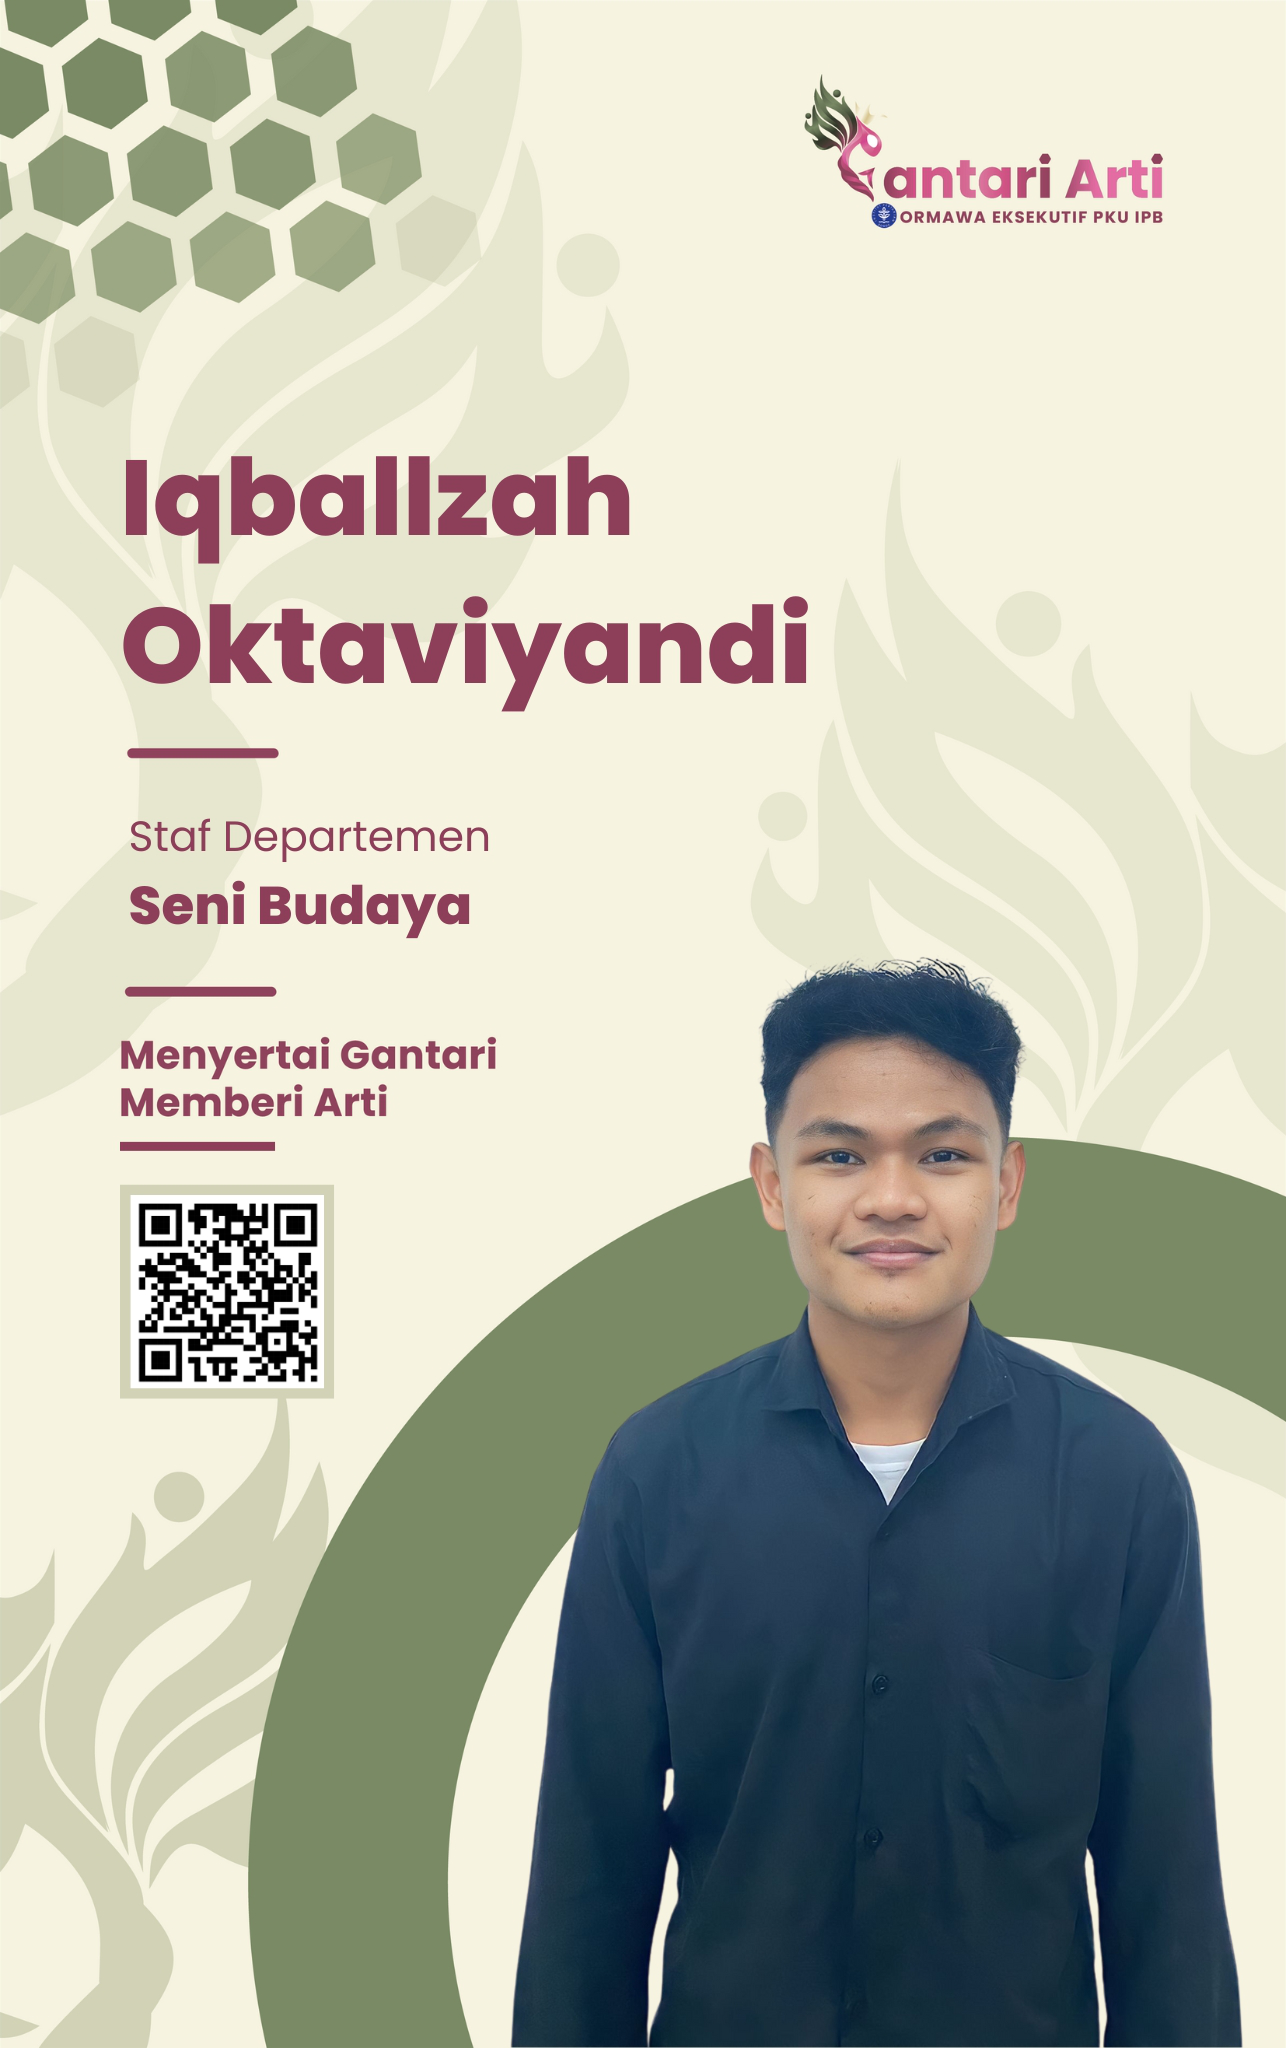 Gantari Arti
ORMAWA EKSEKUTIF PKU IPB
Iqballzah
Oktaviyandi
Staf Departemen
Seni Budaya
Menyertai Gantari
Memberi Arti